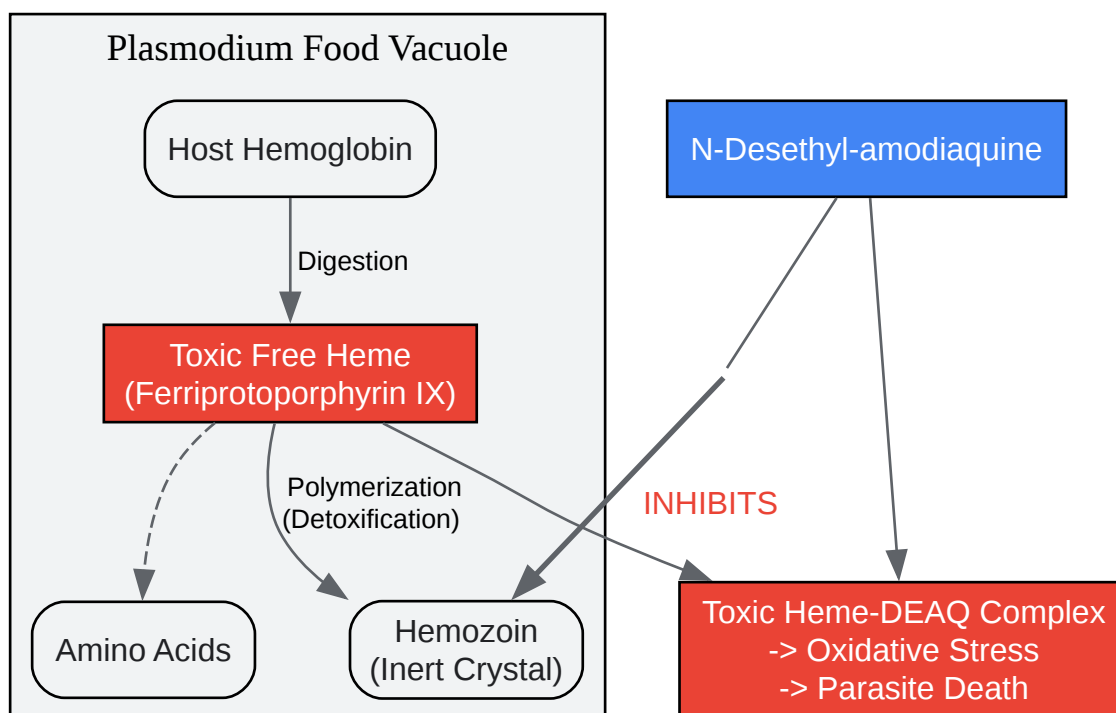 Plasmodium Food Vacuole
Host Hemoglobin
N-Desethyl-amodiaquine
Digestion
Toxic Free Heme
(Ferriprotoporphyrin IX)
Polymerization
(Detoxification)
INHIBITS
Amino Acids
Hemozoin
(Inert Crystal)
Toxic Heme-DEAQ Complex
-> Oxidative Stress
-> Parasite Death